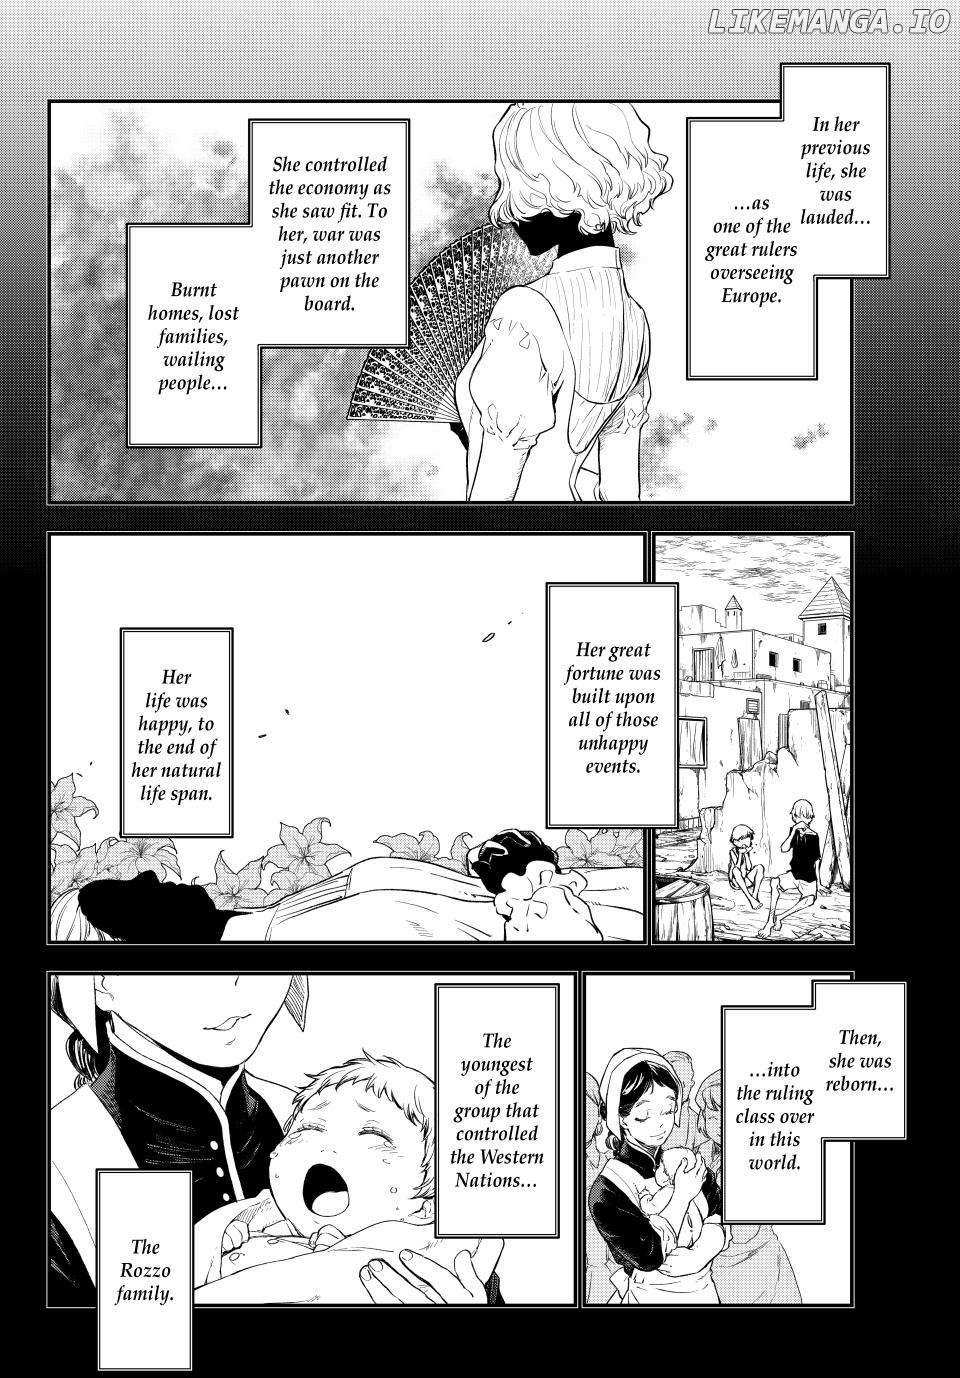 LIKEMANGA.IO
In her
previous
life, she
was
lauded...
...as
one of the
great rulers
overseeing
Europe.
She controlled
the economy as
she saw fit. To
her, war was
just another
pawn on the
board.
Burnt
homes, lost
families,
wailing
people...
Her great
fortune was
built upon
all of those
unhappy
events.
Her
life was
happy, to
the end of
her natural
life span.
Then,
she was
reborn...
...into
the ruling
class over
in this
world.
The
youngest
of the
group that
controlled
the Western
Nations...
The
Rozzo
family.